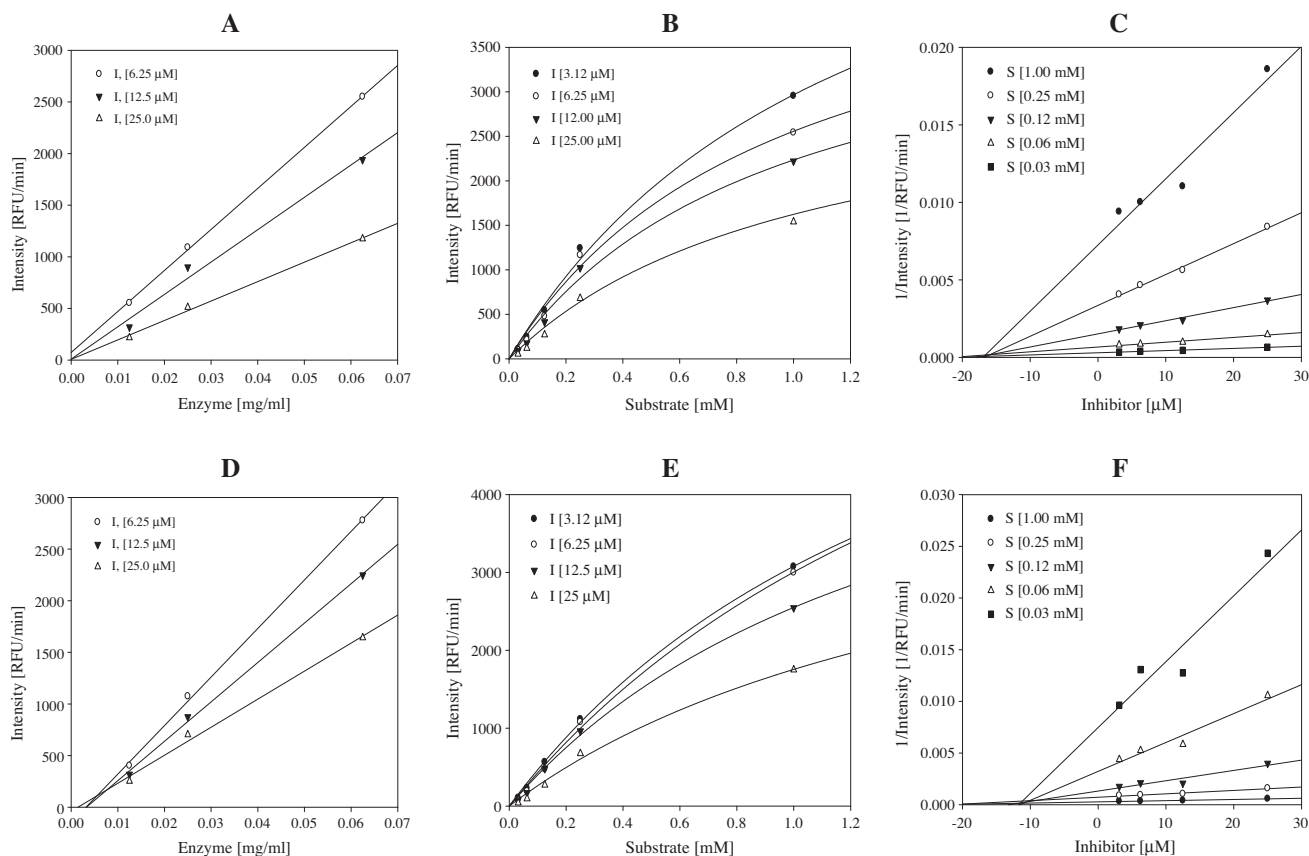 A
Intensity [RFU/min]
3000
2500
2000
1500
1000
500
0
I, [6.25 µM]
I, [12.5 µM]
I, [25.0 µM]
0.00 0.01 0.02 0.03 0.04 0.05 0.06 0.07
Enzyme [mg/ml]
B
Intensity [RFU/min]
3500
3000
2500
2000
1500
1000
500
0
I [3.12 µM]
I [6.25 µM]
I [12.00 µM]
I [25.00 µM]
0.0 0.2 0.4 0.6 0.8 1.0 1.2
Substrate [mM]
C
1/Intensity [1/RFU/min]
0.020
0.015
0.010
0.005
0.000
S [1.00 mM]
S [0.25 mM]
S [0.12 mM]
S [0.06 mM]
S [0.03 mM]
-20 -10 0 10 20 30
Inhibitor [µM]
D
Intensity [RFU/min]
3000
2500
2000
1500
1000
500
0
I, [6.25 µM]
I, [12.5 µM]
I, [25.0 µM]
0.00 0.01 0.02 0.03 0.04 0.05 0.06 0.07
Enzyme [mg/ml]
E
Intensity [RFU/min]
4000
3000
2000
1000
0
I [3.12 µM]
I [6.25 µM]
I [12.5 µM]
I [25 µM]
0.0 0.2 0.4 0.6 0.8 1.0 1.2
Substrate [mM]
F
1/Intensity [1/RFU/min]
0.030
0.025
0.020
0.015
0.010
0.005
0.000
S [1.00 mM]
S [0.25 mM]
S [0.12 mM]
S [0.06 mM]
S [0.03 mM]
-20 -10 0 10 20 30
Inhibitor [µM]